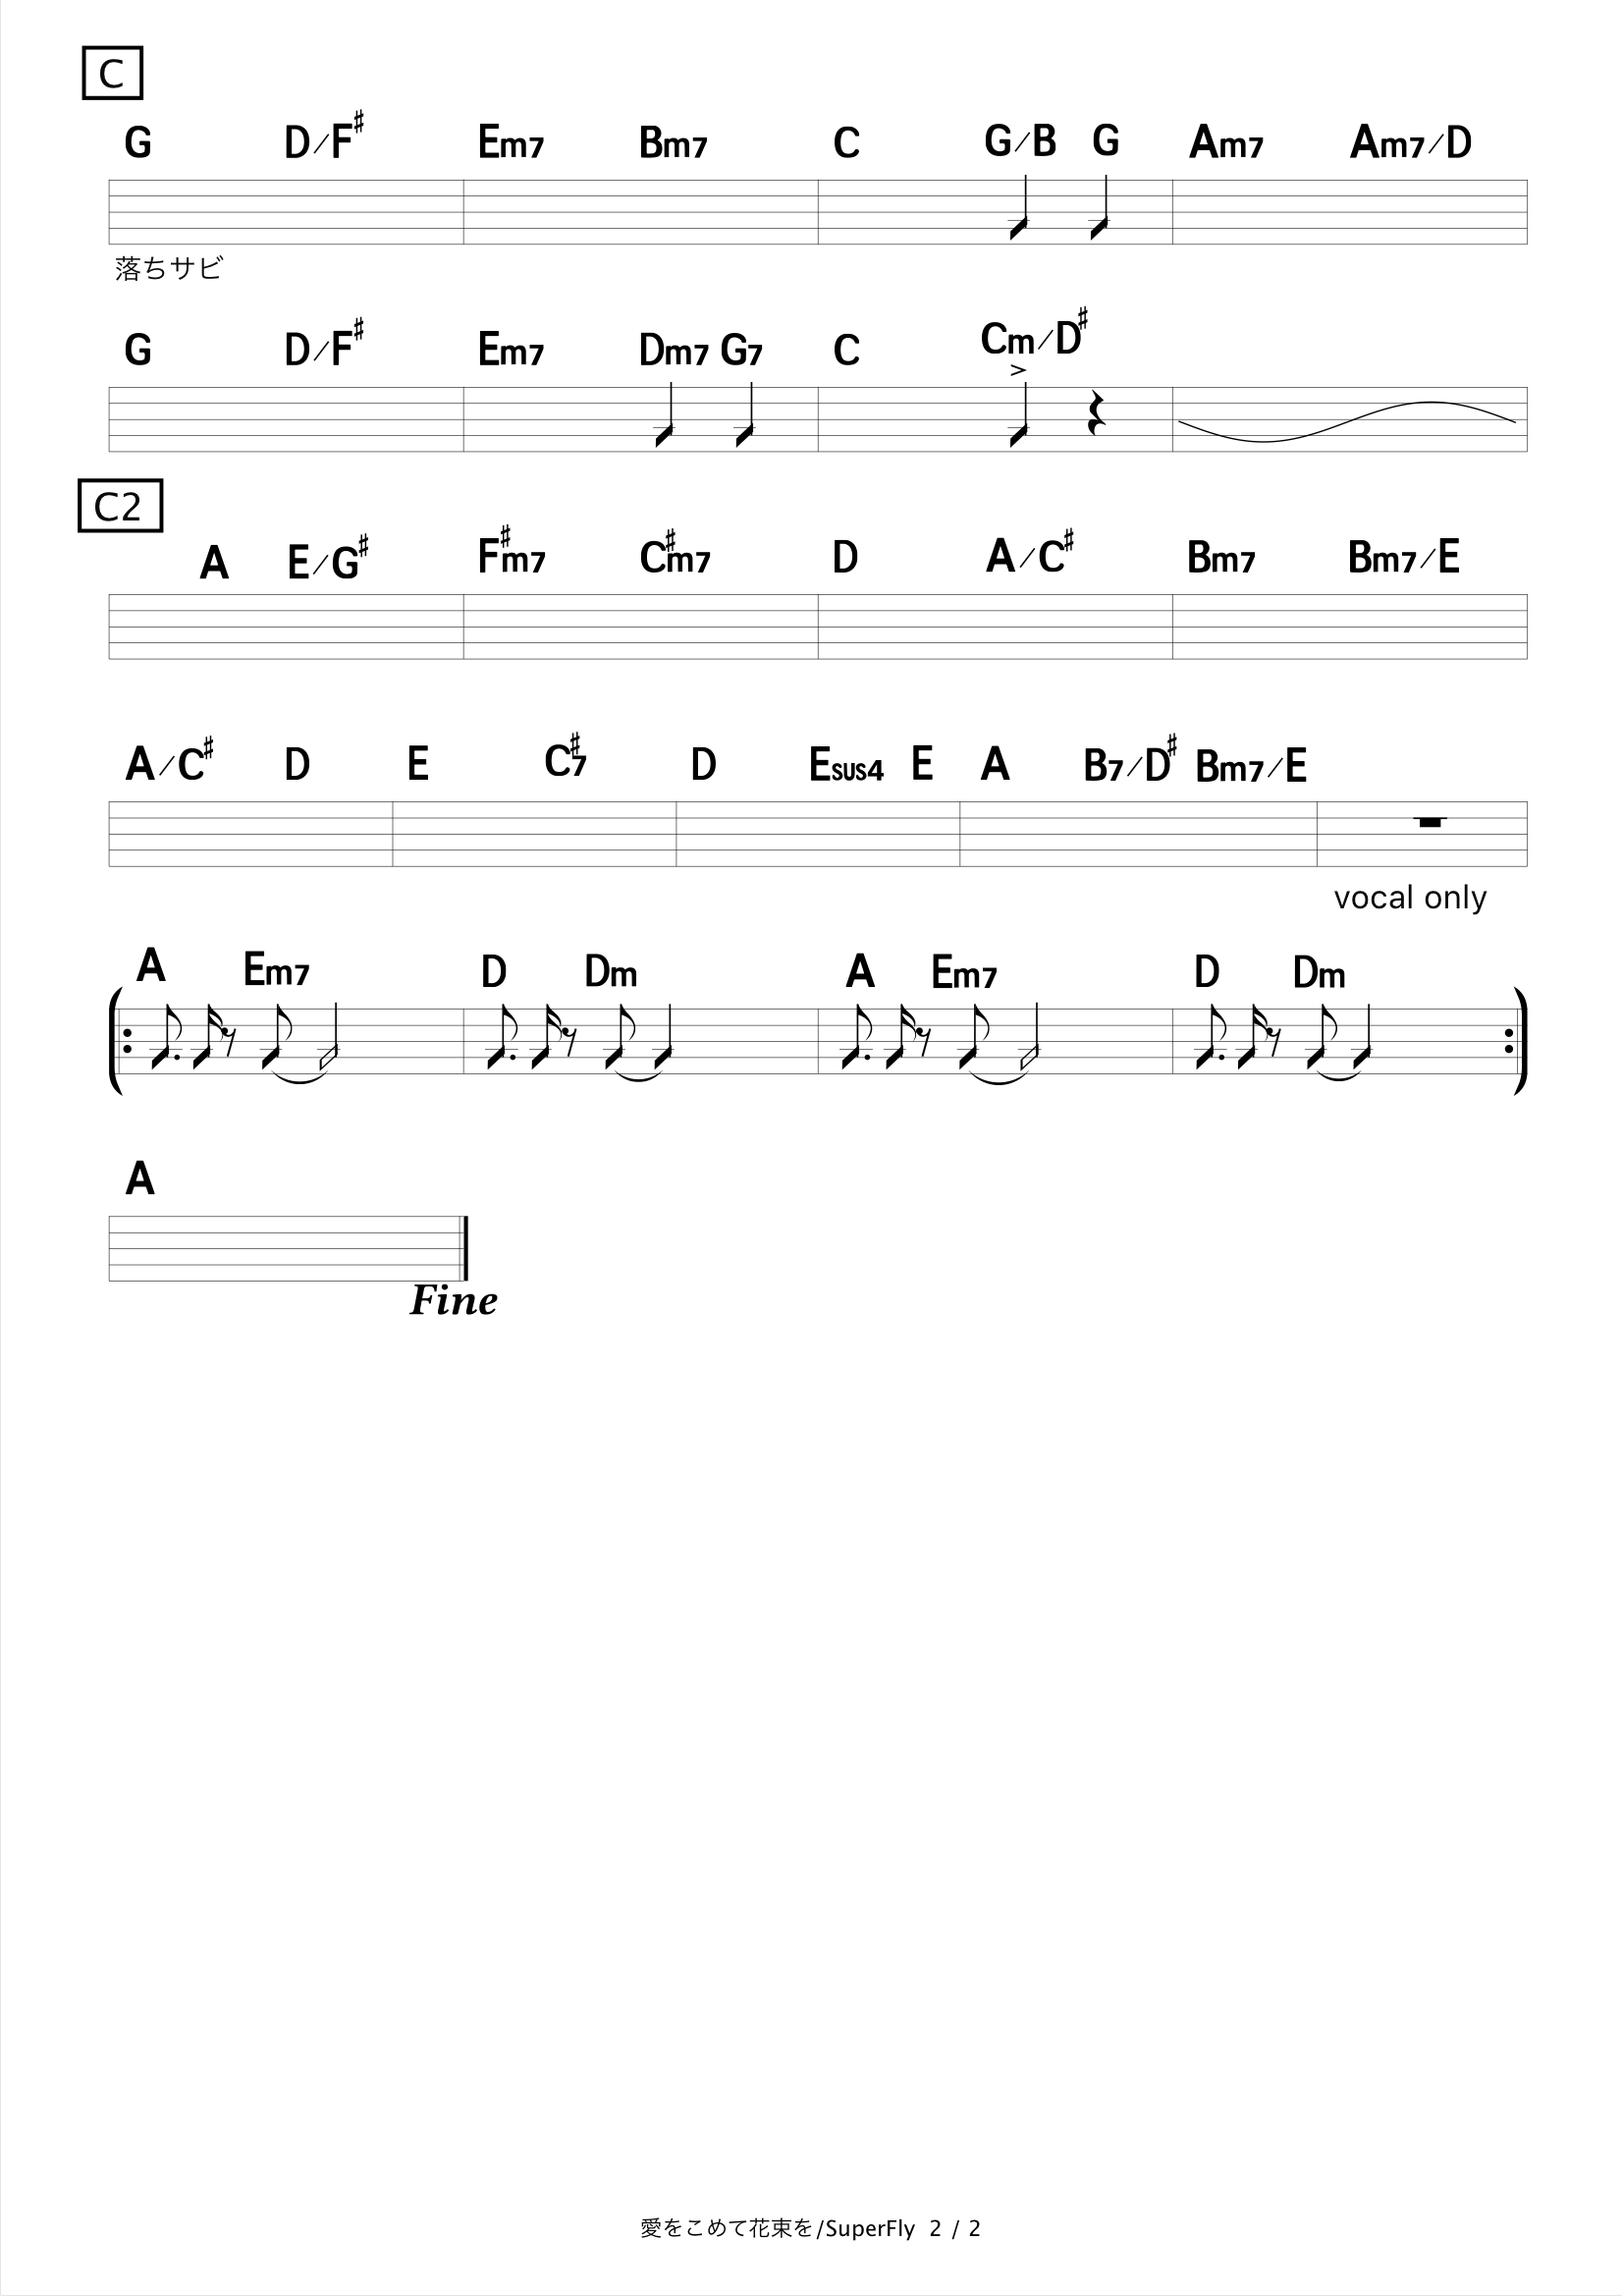 C
G D/F♯ Em7 Bm7 C G/B G Am7 Am7/D
落ちサビ
G D/F♯ Em7 Dm7 G7 C Cm/D♯
C2
A E/G♯ F♯m7 C♯m7 D A/C♯ Bm7 Bm7/E
A/C♯ D E C♯7 D Esus4 E A B7/D♯ Bm7/E
vocal only
A Em7 D Dm A Em7 D Dm
A
Fine
愛をこめて花束を/SuperFly 2 / 2